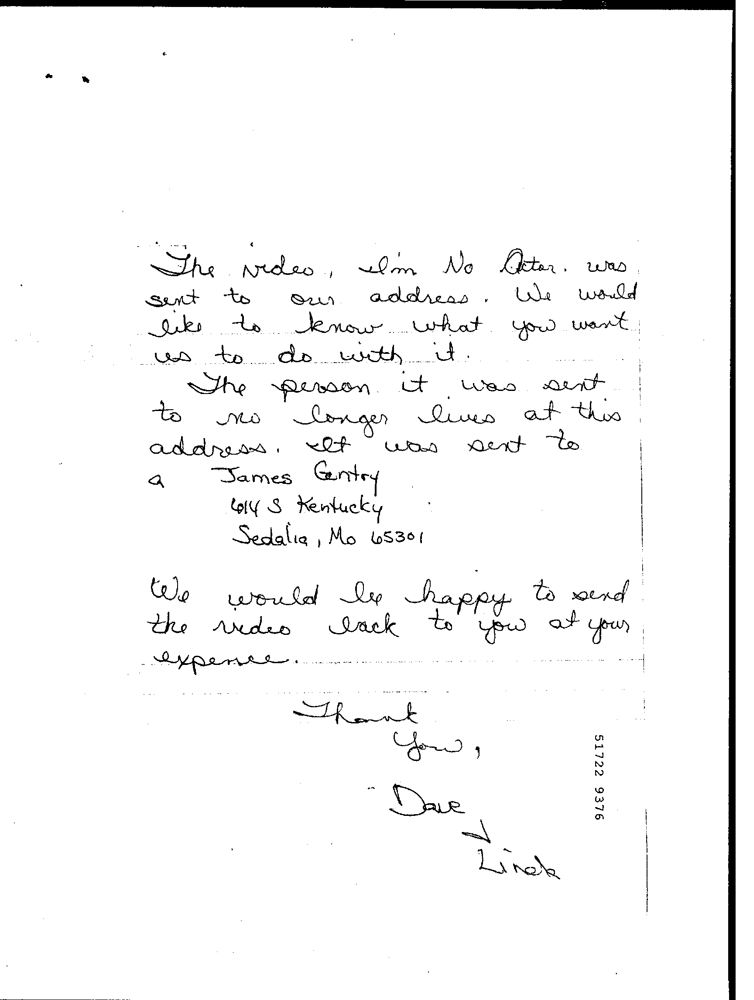 The video, I'm No Actor. was
sent to our address. We would
like to know what you want
us to do with it.
The person it was sent
to no longer lives at this
address. It was sent to
a James Gentry
614 S Kentucky
Sedalia, Mo 65301
We would be happy to send
the video back to you at your
expence.
Thank
You,
Dave
Linda
51722 9376